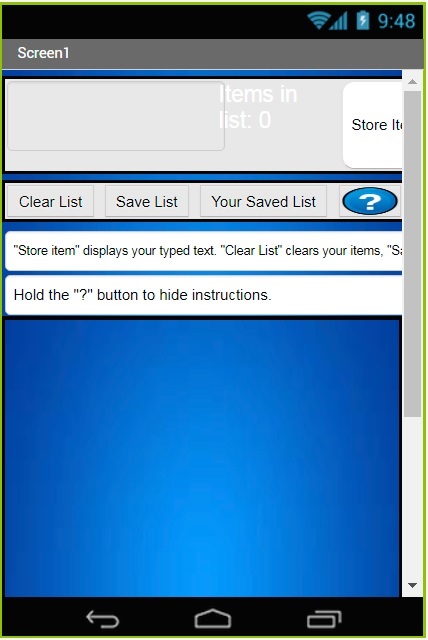 9:48
Screen1
Items in
list: 0
Store Ite
Clear List Save List Your Saved List ?
"Store item" displays your typed text. "Clear List" clears your items, "Sa
Hold the "?" button to hide instructions.